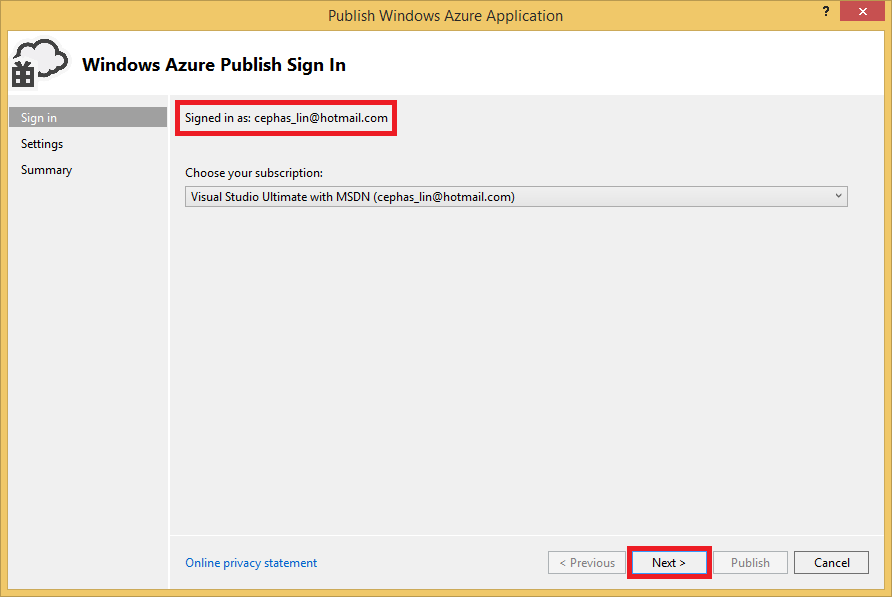 Publish Windows Azure Application
?
Windows Azure Publish Sign In
Sign in
Settings
Summary
Signed in as: cephas_lin@hotmail.com
Choose your subscription:
Visual Studio Ultimate with MSDN (cephas_lin@hotmail.com)
Online privacy statement
< Previous
Next >
Publish
Cancel